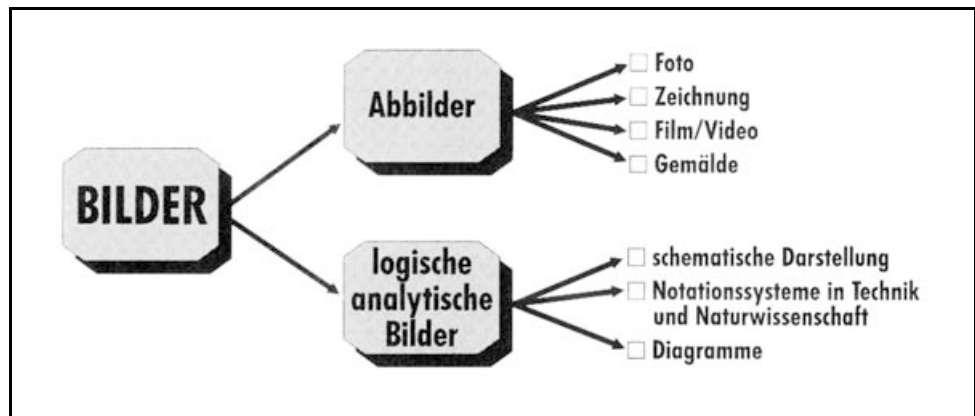 BILDER
Abbilder
Foto
Zeichnung
Film/Video
Gemälde
logische
analytische
Bilder
schematische Darstellung
Notationssysteme in Technik
und Naturwissenschaft
Diagramme